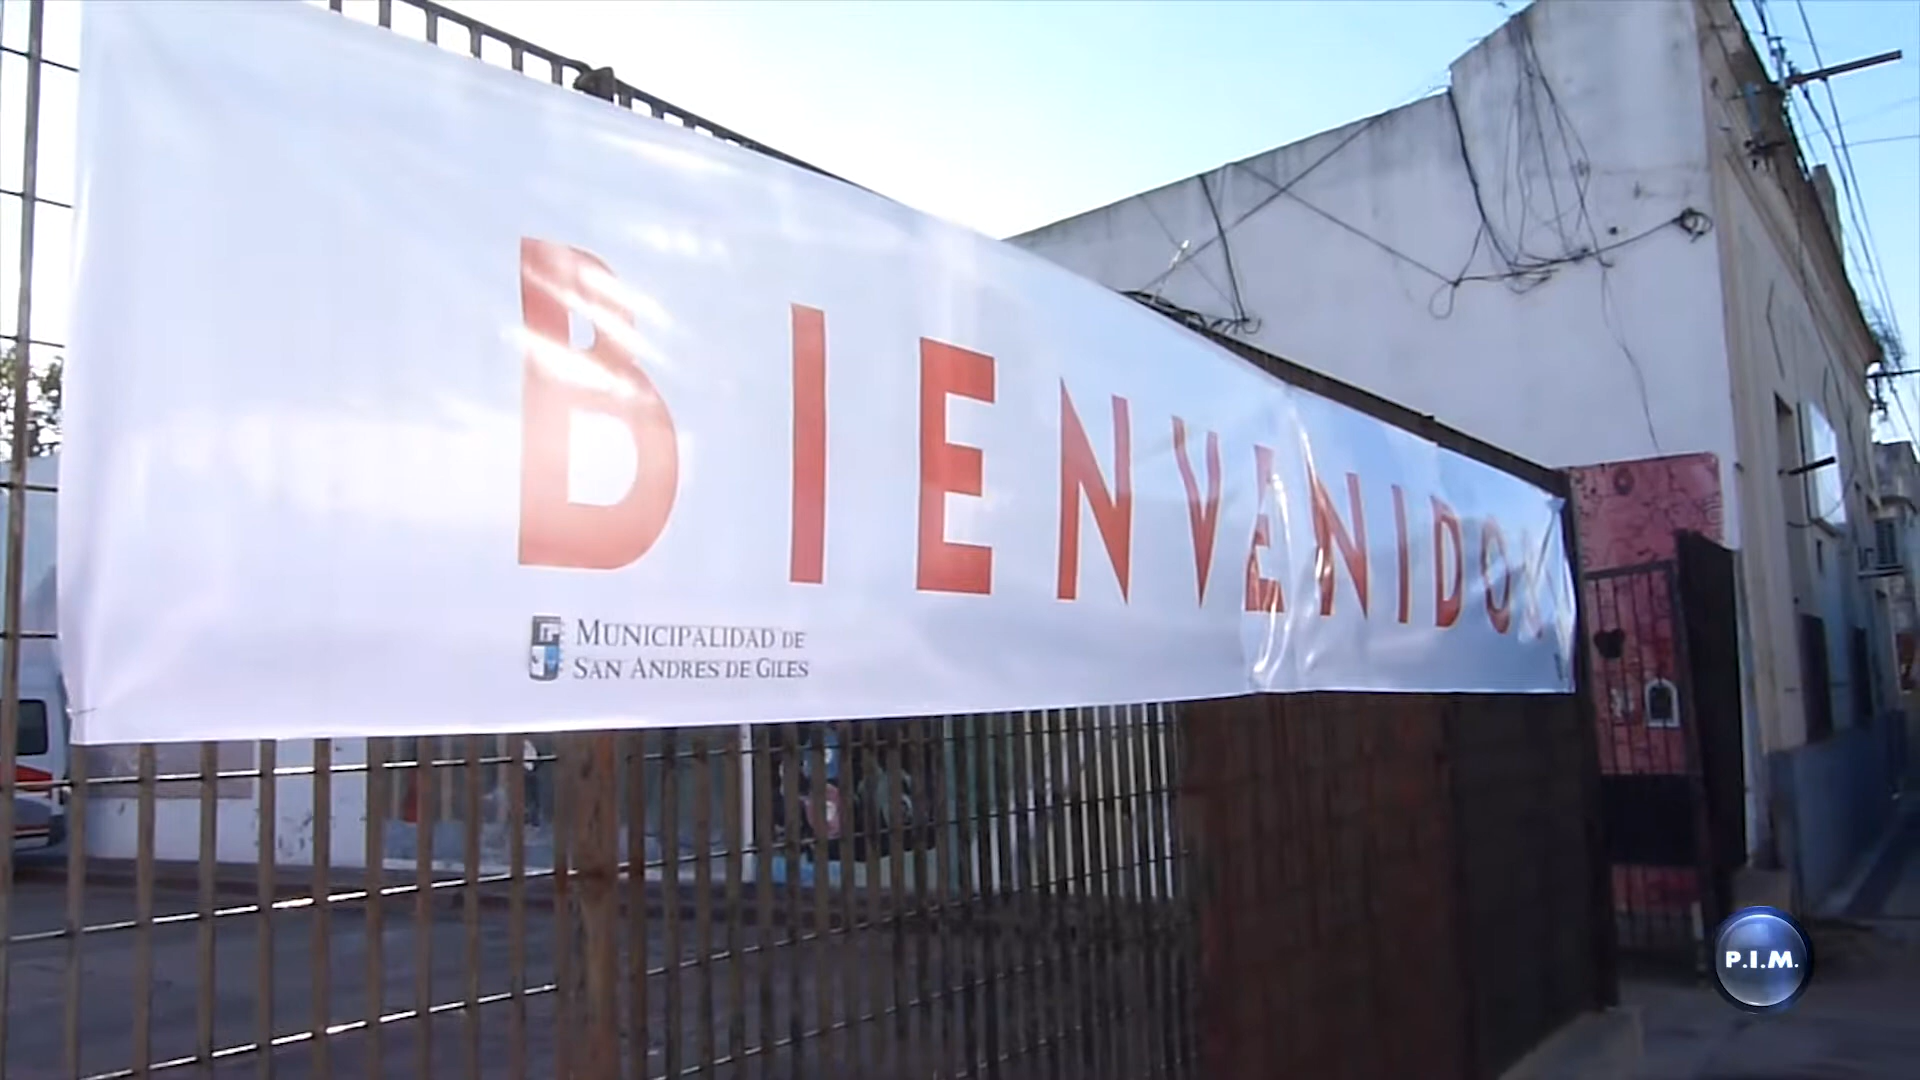 BIENVENIDOS
MUNICIPALIDAD DE
SAN ANDRES DE GILES
P.I.M.